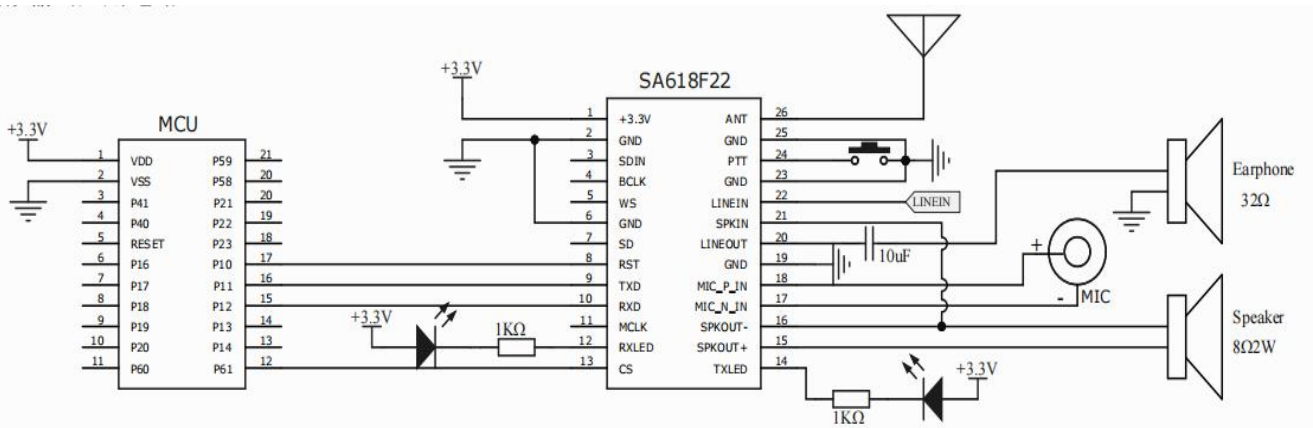 SA618F22
+3.3V
+3.3V
MCU
1 VDD P59 21
2 VSS P58 20
3 P41 P21 20
4 P40 P22 19
5 RESET P23 18
6 P16 P10 17
7 P17 P11 16
8 P18 P12 15
9 P19 P13 14
10 P20 P14 13
11 P60 P61 12
+3.3V
1KΩ
1 +3.3V ANT 26
2 GND GND 25
3 SDIN PTT 24
4 BCLK GND 23
5 WS LINEIN 22
6 GND SPKIN 21
7 SD LINEOUT 20
8 RST GND 19
9 TXD MIC_P_IN 18
10 RXD MIC_N_IN 17
11 MCLK SPKOUT- 16
12 RXLED SPKOUT+ 15
13 CS TXLED 14
LINEIN
10uF
+
-
MIC
Earphone
32Ω
Speaker
8Ω2W
+3.3V
1KΩ